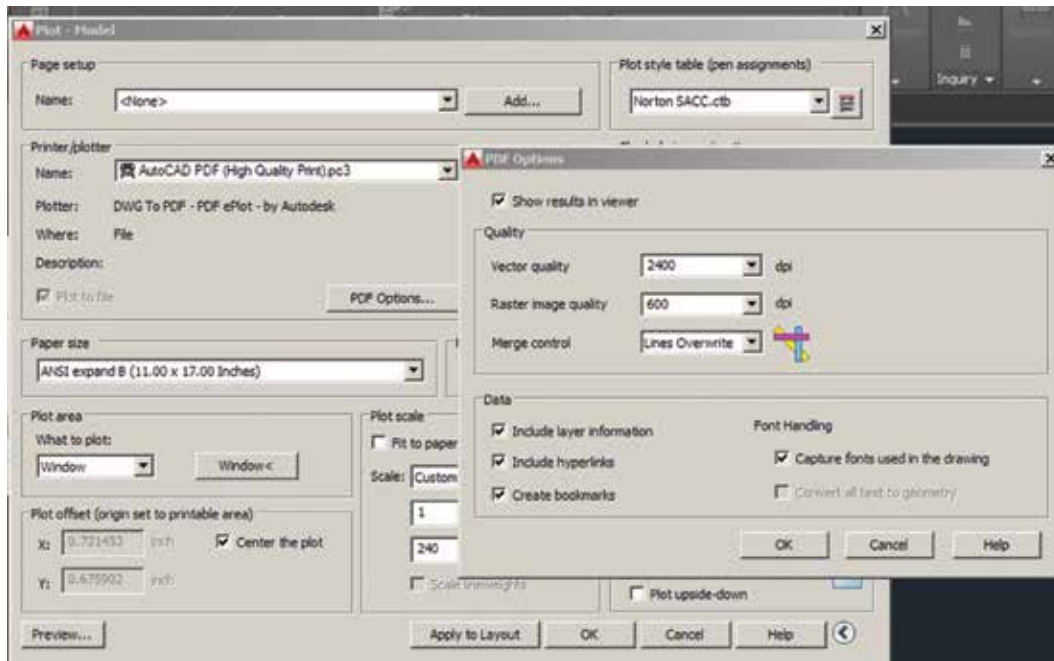 Plot - Model
Page setup
Name:
<None>
Add...
Plot style table (pen assignments)
Norton SACC.ctb
Inquiry
Printer/plotter
Name:
AutoCAD PDF (High Quality Print).pc3
Plotter:
DWG To PDF - PDF ePlot - by Autodesk
Where:
File
Description:
Plot to file
PDF Options...
Paper size
ANSI expand B (11.00 x 17.00 Inches)
Plot area
What to plot:
Window
Window<
Plot scale
Fit to paper
Scale:
Custom
1
240
Scale lineweights
Plot offset (origin set to printable area)
X:
0.721453
inch
Center the plot
Y:
0.675902
inch
Plot upside-down
Preview...
Apply to Layout
OK
Cancel
Help
PDF Options
Show results in viewer
Quality
Vector quality
2400
dpi
Raster image quality
600
dpi
Merge control
Lines Overwrite
Data
Include layer information
Include hyperlinks
Create bookmarks
Font Handling
Capture fonts used in the drawing
Convert all text to geometry
OK
Cancel
Help